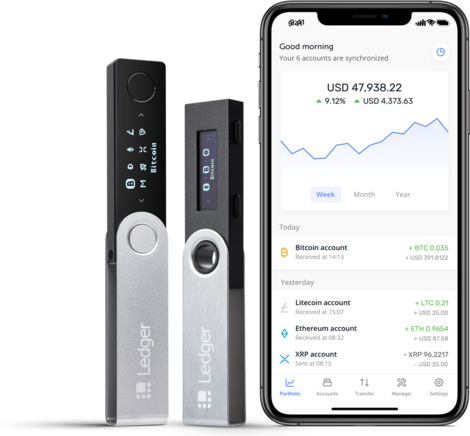 Bitcoin
Ledger
Bitcoin
Ledger
Good morning
Your 6 accounts are synchronized
USD 47,938.22
9.12% USD 4,373.63
Week Month Year
Today
Bitcoin account + BTC 0.035
Received at 14:13 + USD 391.8122
Yesterday
Litecoin account + LTC 0.21
Received at 15:07 + USD 25.00
Ethereum account + ETH 0.9654
Received at 08:32 + USD 87.58
XRP account - XRP 96.2217
Sent at 08:15 - USD 35.00
Portfolio Accounts Transfer Manager Settings